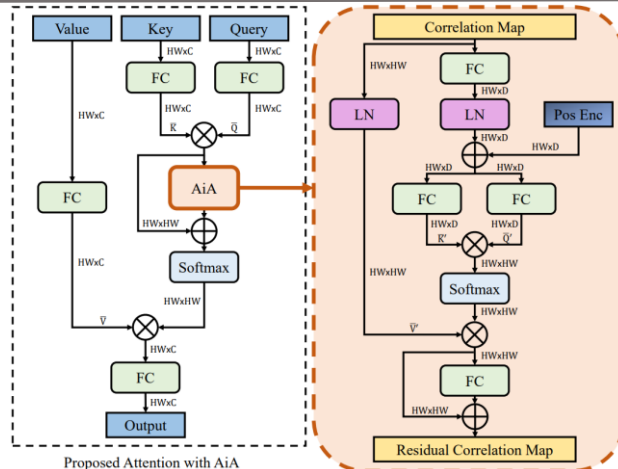 Value
Key
Query
FC
HWxC
HWxC
FC
HWxC
HWxC
K̅
Q̅
HWxC
AiA
HWxHW
FC
Softmax
HWxC
HWxHW
V̅
HWxC
FC
HWxC
Output
Proposed Attention with AiA
Correlation Map
HWxHW
FC
HWxD
LN
LN
Pos Enc
HWxD
HWxD
HWxD
HWxD
FC
FC
HWxD
HWxD
K̅'
Q̅'
HWxHW
HWxHW
Softmax
HWxHW
V̅'
HWxHW
FC
HWxHW
Residual Correlation Map